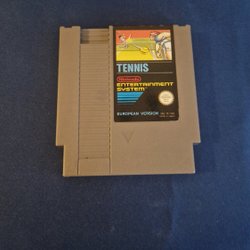 TENNIS
Nintendo
ENTERTAINMENT
SYSTEM
EUROPEAN VERSION